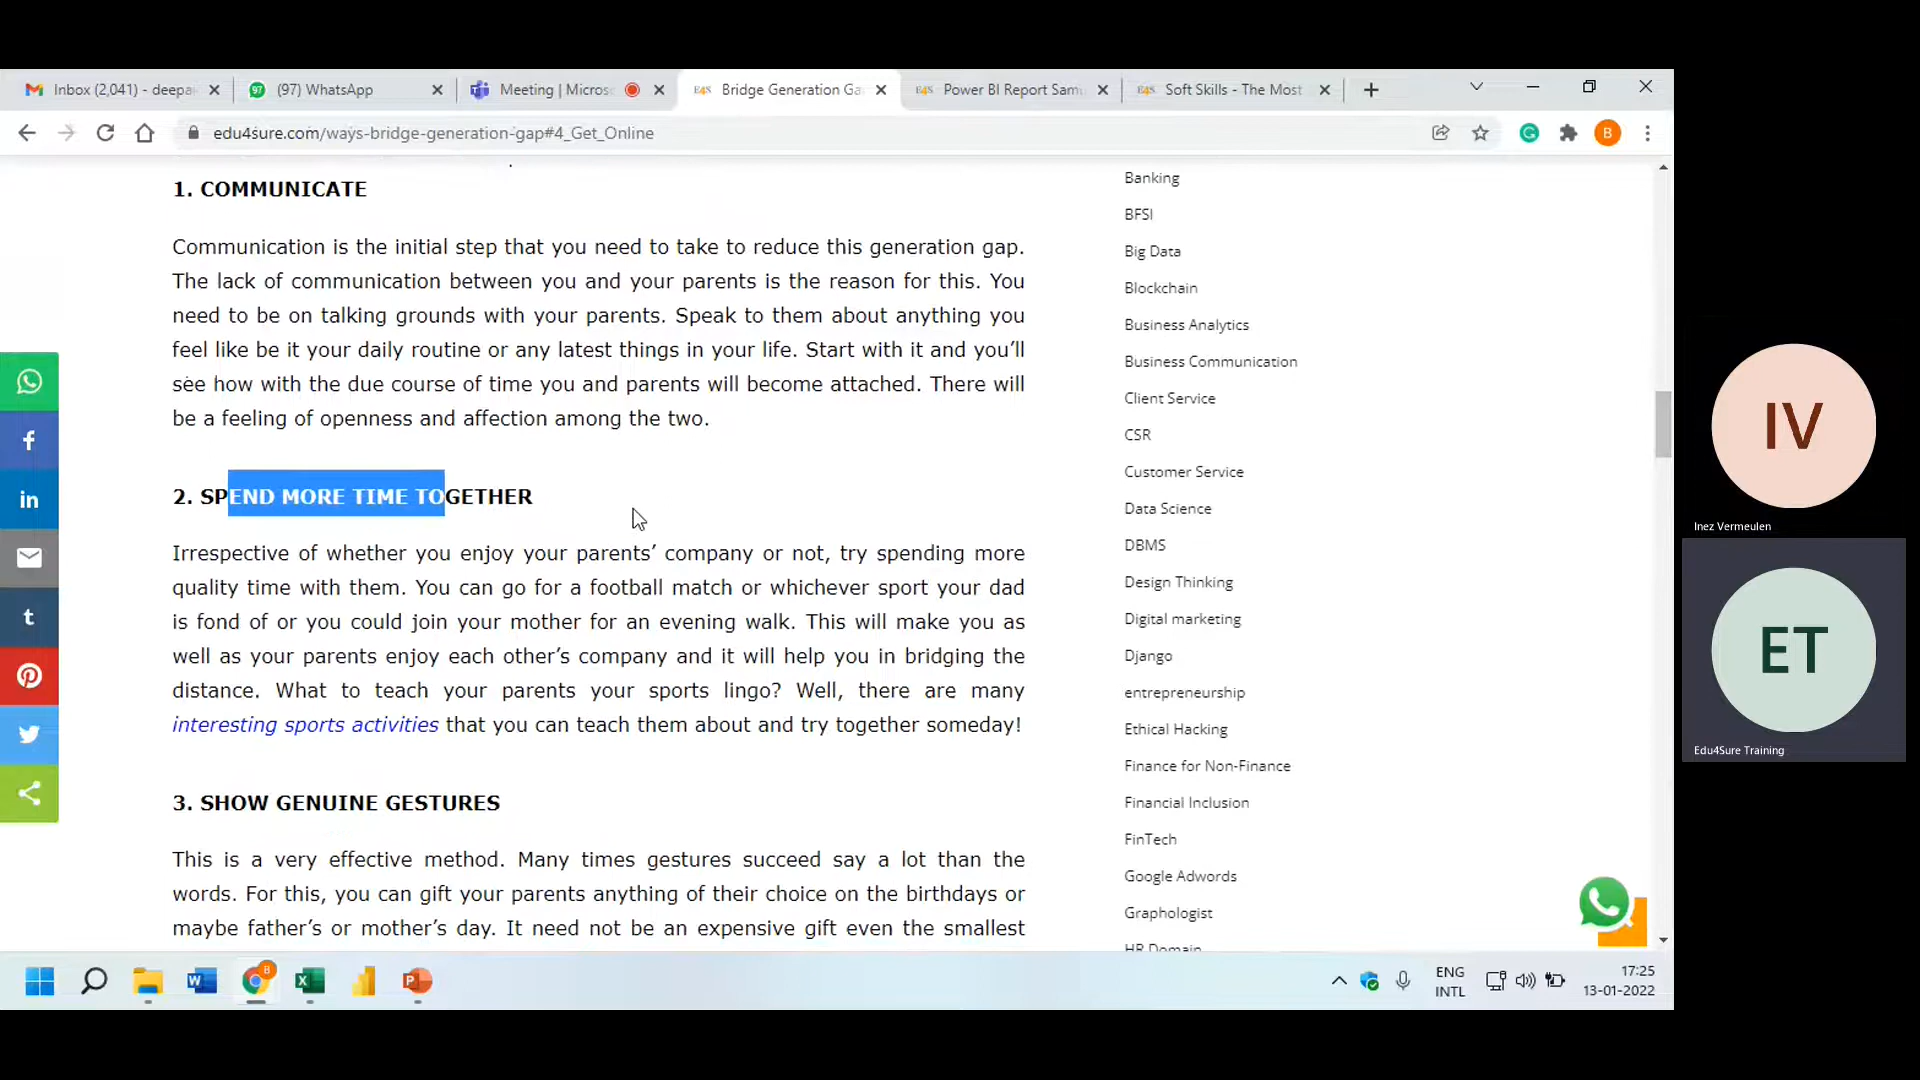 Inbox (2,041) - deepa
97
(97) WhatsApp
Meeting | Micros
E4S
Bridge Generation Ga
E4S
Power BI Report Sam
E4S
Soft Skills - The Most
edu4sure.com/ways-bridge-generation-gap#4_Get_Online
B
1. COMMUNICATE
Communication is the initial step that you need to take to reduce this generation gap.
The lack of communication between you and your parents is the reason for this. You
need to be on talking grounds with your parents. Speak to them about anything you
feel like be it your daily routine or any latest things in your life. Start with it and you’ll
see how with the due course of time you and parents will become attached. There will
be a feeling of openness and affection among the two.
2. SPEND MORE TIME TOGETHER
Irrespective of whether you enjoy your parents’ company or not, try spending more
quality time with them. You can go for a football match or whichever sport your dad
is fond of or you could join your mother for an evening walk. This will make you as
well as your parents enjoy each other’s company and it will help you in bridging the
distance. What to teach your parents your sports lingo? Well, there are many
interesting sports activities that you can teach them about and try together someday!
3. SHOW GENUINE GESTURES
This is a very effective method. Many times gestures succeed say a lot than the
words. For this, you can gift your parents anything of their choice on the birthdays or
maybe father’s or mother’s day. It need not be an expensive gift even the smallest
Banking
BFSI
Big Data
Blockchain
Business Analytics
Business Communication
Client Service
CSR
Customer Service
Data Science
DBMS
Design Thinking
Digital marketing
Django
entrepreneurship
Ethical Hacking
Finance for Non-Finance
Financial Inclusion
FinTech
Google Adwords
Graphologist
HR Domain
IV
Inez Vermeulen
ET
Edu4Sure Training
ENG
INTL
17:25
13-01-2022